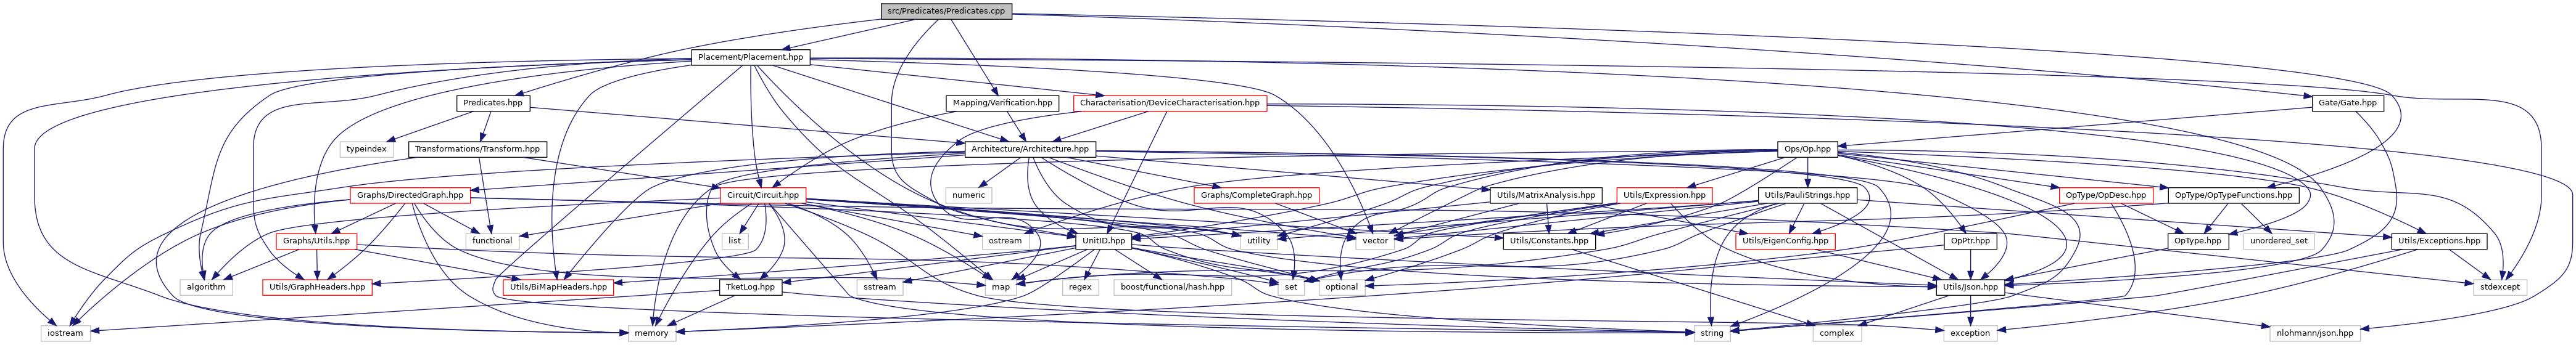 src/Predicates/Predicates.cpp
Placement/Placement.hpp
Predicates.hpp
Mapping/Verification.hpp
Characterisation/DeviceCharacterisation.hpp
Gate/Gate.hpp
typeindex
Transformations/Transform.hpp
Architecture/Architecture.hpp
Ops/Op.hpp
Graphs/DirectedGraph.hpp
Circuit/Circuit.hpp
numeric
Graphs/CompleteGraph.hpp
Utils/MatrixAnalysis.hpp
Utils/Expression.hpp
Utils/PauliStrings.hpp
OpType/OpDesc.hpp
OpType/OpTypeFunctions.hpp
Graphs/Utils.hpp
functional
list
ostream
UnitID.hpp
utility
vector
Utils/Constants.hpp
Utils/EigenConfig.hpp
OpPtr.hpp
OpType.hpp
unordered_set
Utils/Exceptions.hpp
algorithm
Utils/GraphHeaders.hpp
Utils/BiMapHeaders.hpp
TketLog.hpp
sstream
map
regex
boost/functional/hash.hpp
set
optional
Utils/Json.hpp
stdexcept
iostream
memory
string
complex
exception
nlohmann/json.hpp